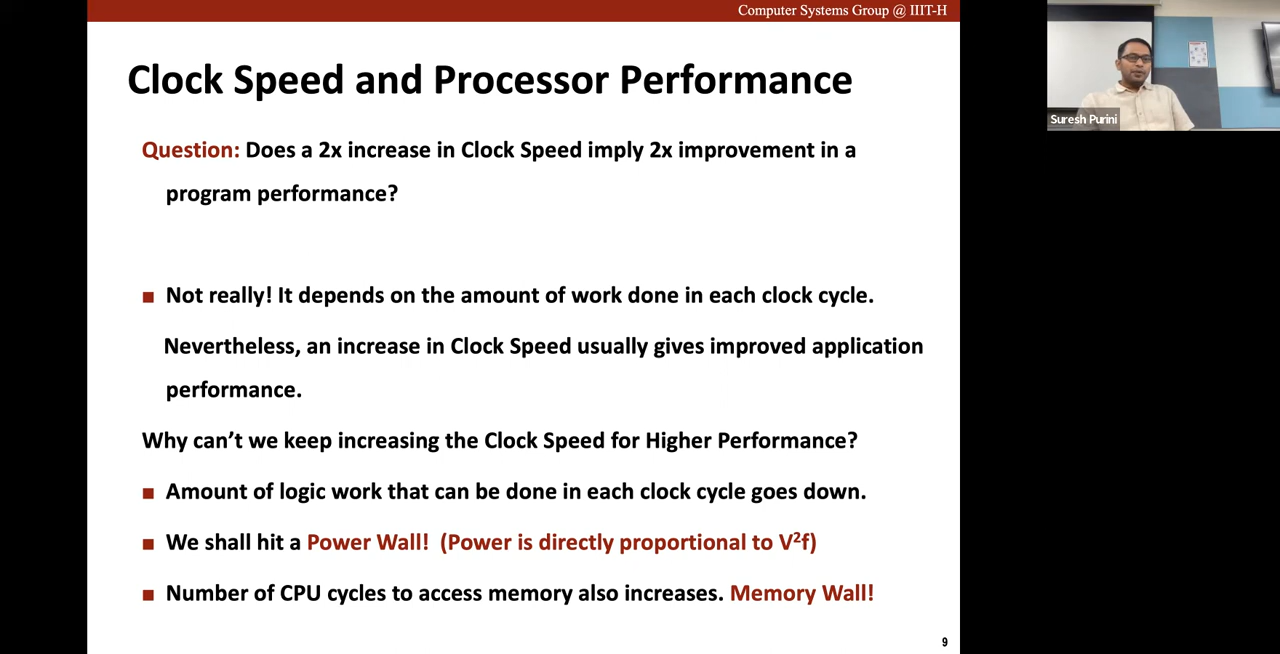 Computer Systems Group @ IIIT-H
Suresh Purini
Clock Speed and Processor Performance
Question: Does a 2x increase in Clock Speed imply 2x improvement in a
program performance?
■ Not really! It depends on the amount of work done in each clock cycle.
Nevertheless, an increase in Clock Speed usually gives improved application
performance.
Why can't we keep increasing the Clock Speed for Higher Performance?
■ Amount of logic work that can be done in each clock cycle goes down.
■ We shall hit a Power Wall! (Power is directly proportional to V²f)
■ Number of CPU cycles to access memory also increases. Memory Wall!
9